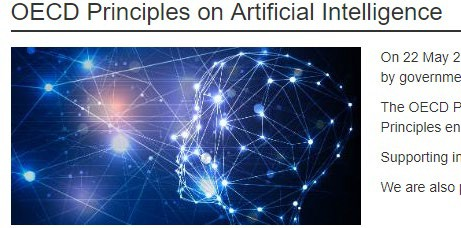 OECD Principles on Artificial Intelligence
On 22 May 2
by governme
The OECD P
Principles en
Supporting in
We are also p